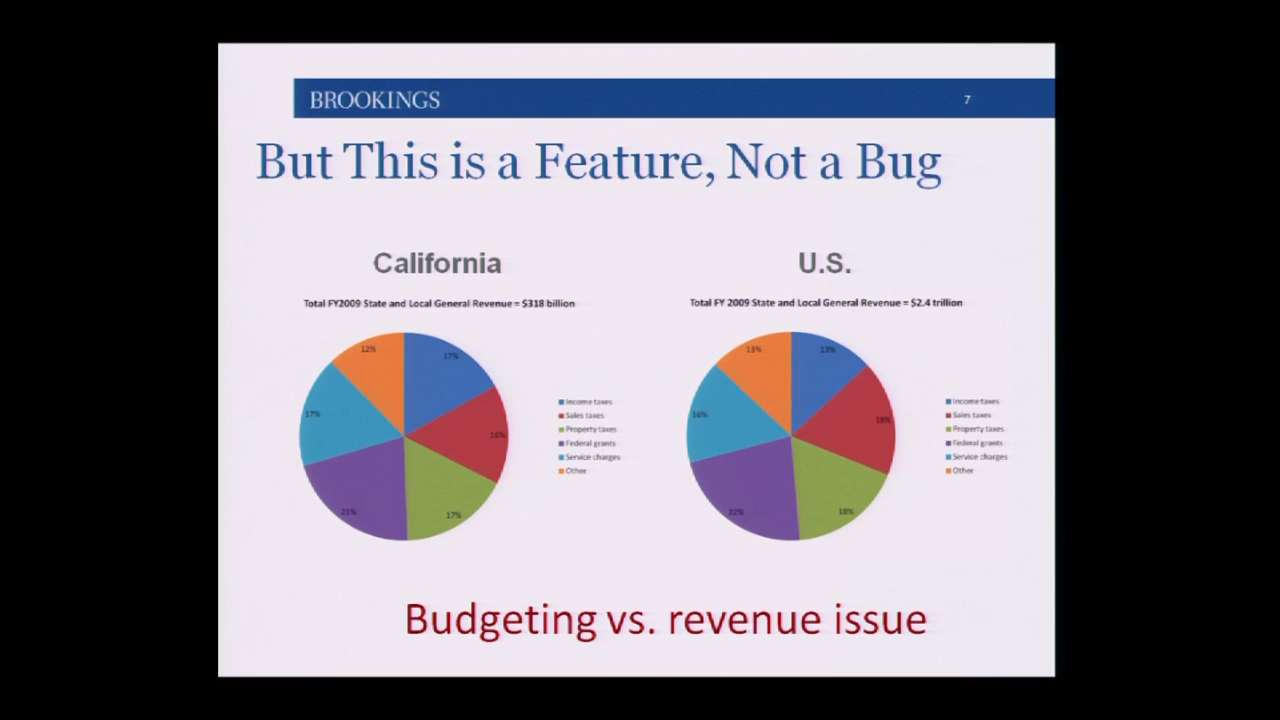 BROOKINGS
7
But This is a Feature, Not a Bug
California
U.S.
Total FY2009 State and Local General Revenue = $318 billion
12%
17%
17%
16%
21%
17%
Income taxes
Sales taxes
Property taxes
Federal grants
Service charges
Other
Total FY 2009 State and Local General Revenue = $2.4 trillion
13%
13%
16%
18%
22%
18%
Income taxes
Sales taxes
Property taxes
Federal grants
Service charges
Other
Budgeting vs. revenue issue